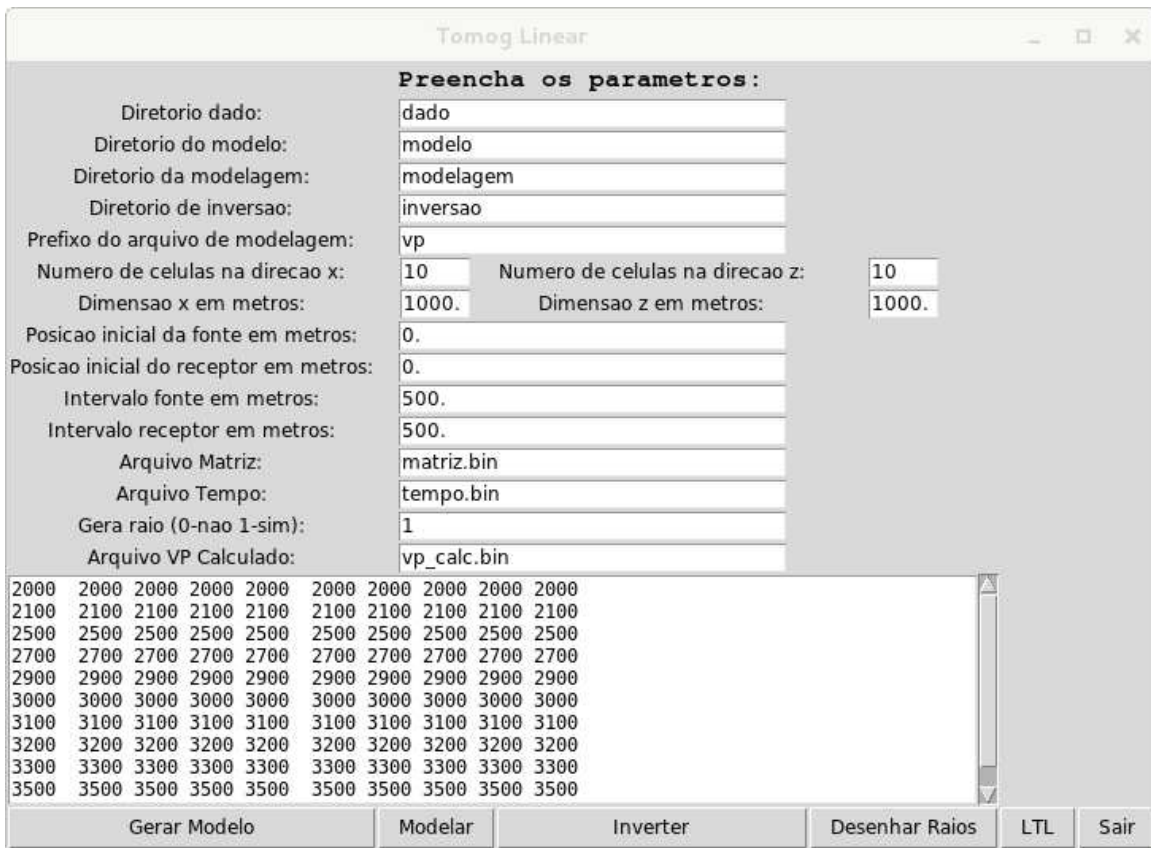 Tomog Linear
Preencha os parametros:
Diretorio dado: dado
Diretorio do modelo: modelo
Diretorio da modelagem: modelagem
Diretorio de inversao: inversao
Prefixo do arquivo de modelagem: vp
Numero de celulas na direcao x: 10 Numero de celulas na direcao z: 10
Dimensao x em metros: 1000. Dimensao z em metros: 1000.
Posicao inicial da fonte em metros: 0.
Posicao inicial do receptor em metros: 0.
Intervalo fonte em metros: 500.
Intervalo receptor em metros: 500.
Arquivo Matriz: matriz.bin
Arquivo Tempo: tempo.bin
Gera raio (0-nao 1-sim): 1
Arquivo VP Calculado: vp_calc.bin
2000 2000 2000 2000 2000 2000 2000 2000 2000 2000
2100 2100 2100 2100 2100 2100 2100 2100 2100 2100
2500 2500 2500 2500 2500 2500 2500 2500 2500 2500
2700 2700 2700 2700 2700 2700 2700 2700 2700 2700
2900 2900 2900 2900 2900 2900 2900 2900 2900 2900
3000 3000 3000 3000 3000 3000 3000 3000 3000 3000
3100 3100 3100 3100 3100 3100 3100 3100 3100 3100
3200 3200 3200 3200 3200 3200 3200 3200 3200 3200
3300 3300 3300 3300 3300 3300 3300 3300 3300 3300
3500 3500 3500 3500 3500 3500 3500 3500 3500 3500
Gerar Modelo Modelar Inverter Desenhar Raios LTL Sair